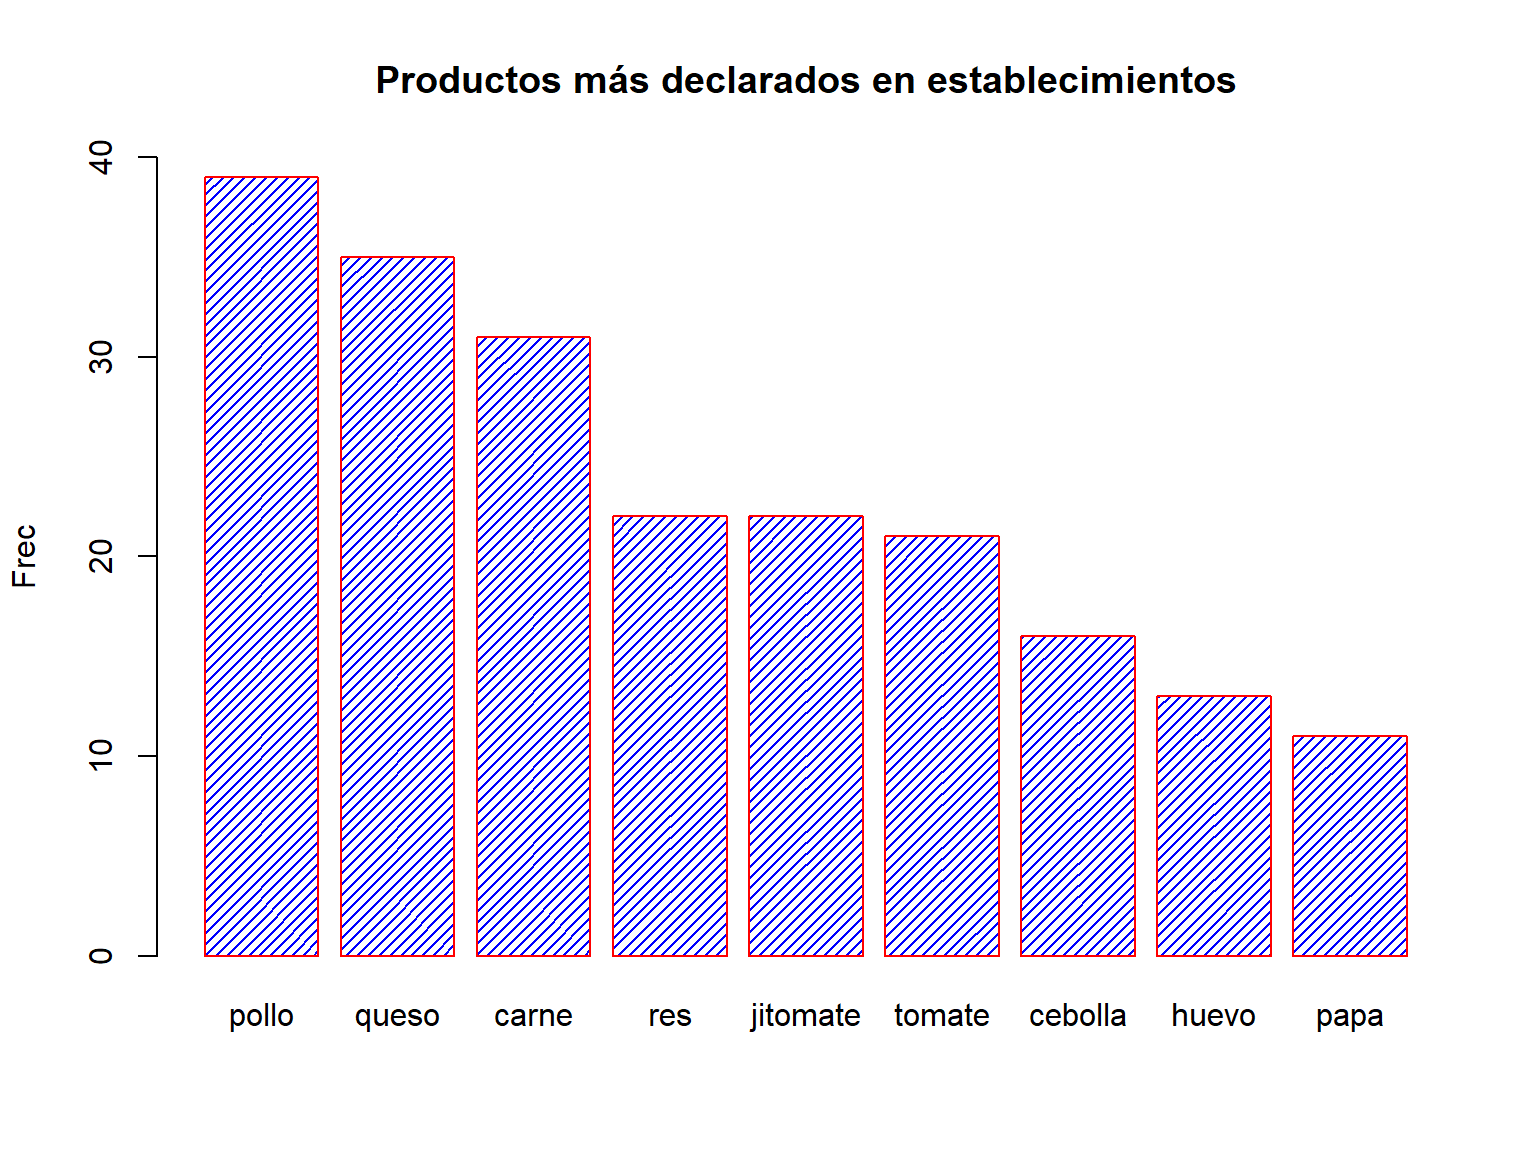 Productos más declarados en establecimientos
Frec
40
30
20
10
0
pollo queso carne res jitomate tomate cebolla huevo papa